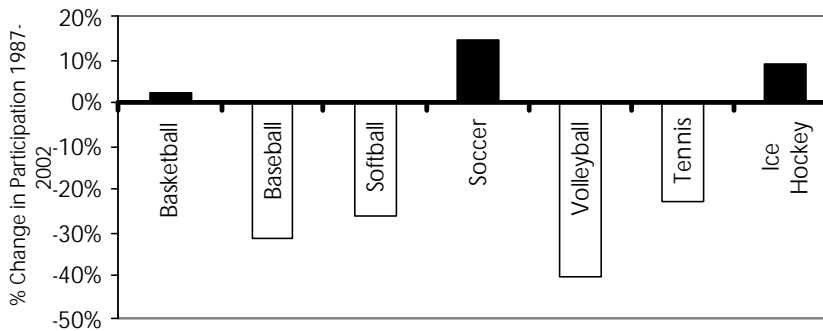 % Change in Participation 1987-
2002
20%
10%
0%
-10%
-20%
-30%
-40%
-50%
Basketball
Baseball
Softball
Soccer
Volleyball
Tennis
Ice
Hockey